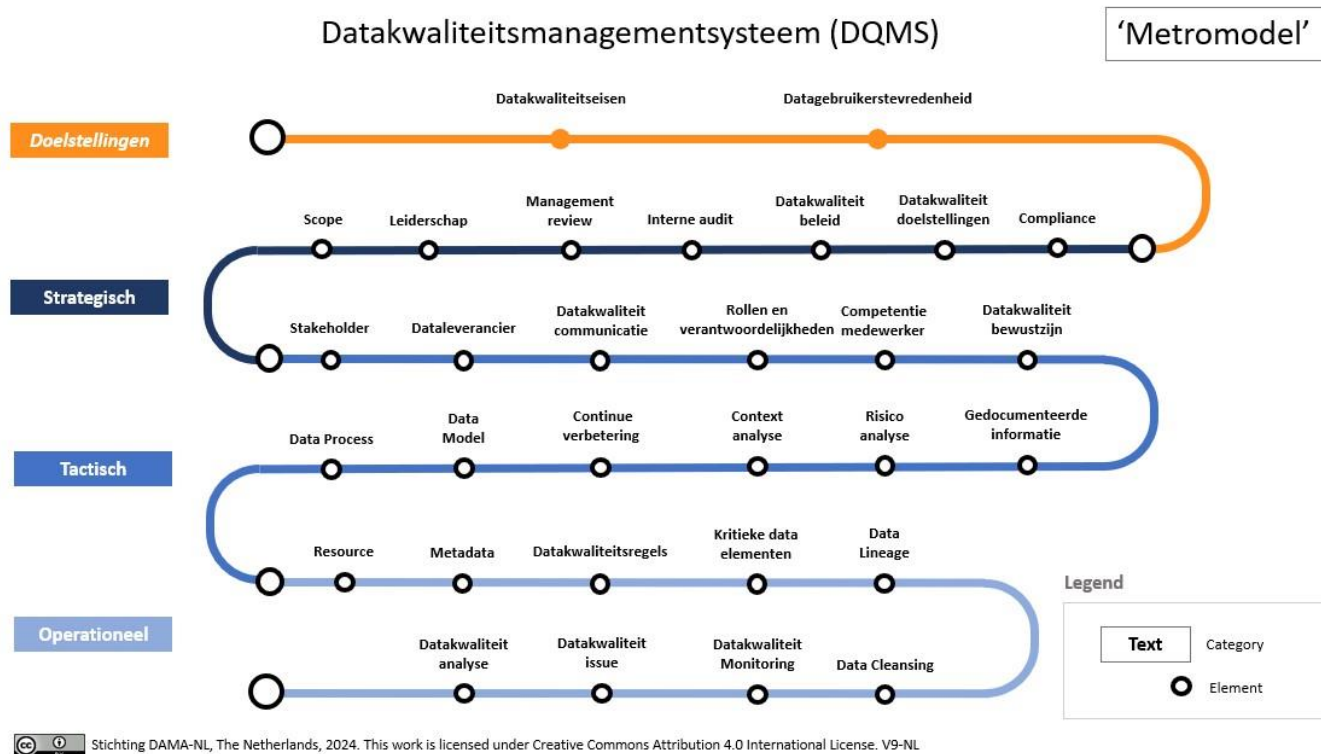 Datakwaliteitsmanagementsysteem (DQMS)
‘Metromodel’
Datakwaliteitseisen
Datagebruikerstevredenheid
Doelstellingen
Scope
Leiderschap
Management
review
Interne audit
Datakwaliteit
beleid
Datakwaliteit
doelstellingen
Compliance
Strategisch
Stakeholder
Dataleverancier
Datakwaliteit
communicatie
Rollen en
verantwoordelijkheden
Competentie
medewerker
Datakwaliteit
bewustzijn
Data Process
Data
Model
Continue
verbetering
Context
analyse
Risico
analyse
Gedocumenteerde
informatie
Tactisch
Resource
Metadata
Datakwaliteitsregels
Kritieke data
elementen
Data
Lineage
Operationeel
Datakwaliteit
analyse
Datakwaliteit
issue
Datakwaliteit
Monitoring
Data Cleansing
Legend
Text
Category
Element
cc
Stichting DAMA-NL, The Netherlands, 2024. This work is licensed under Creative Commons Attribution 4.0 International License. V9-NL